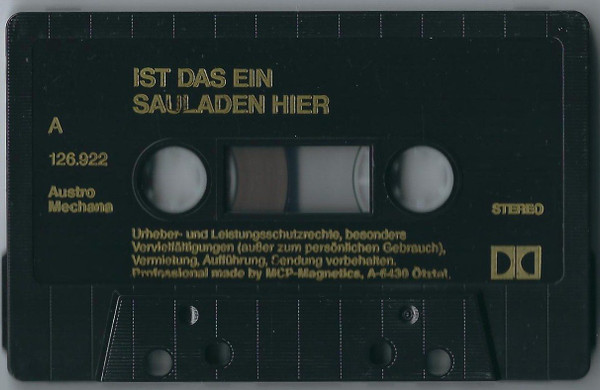 IST DAS EIN
SAULADEN HIER
A
126.922
Austro
Mechana
STEREO
Urheber- und Leistungsschutzrechte, besonders
Vervielfältigungen (außer zum persönlichen Gebrauch),
Vermietung, Aufführung, Sendung vorbehalten.
Professional made by MCP-Magnetics, A-6430 Ötztal.